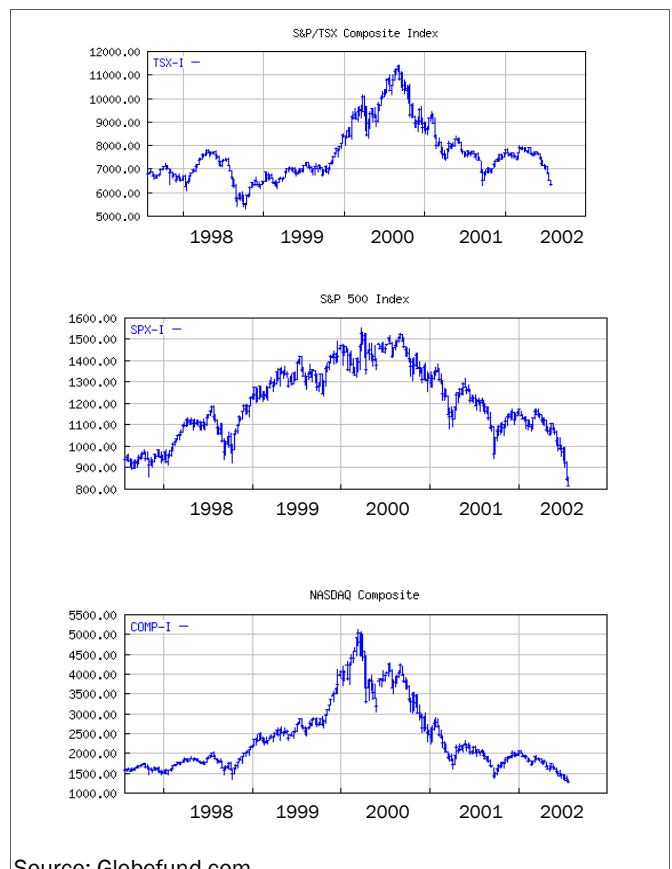 S&P/TSX Composite Index
12000.00
TSX-I
11000.00
10000.00
9000.00
8000.00
7000.00
6000.00
5000.00
1998 1999 2000 2001 2002
S&P 500 Index
1600.00
SPX-I
1500.00
1400.00
1300.00
1200.00
1100.00
1000.00
900.00
800.00
1998 1999 2000 2001 2002
NASDAQ Composite
5500.00
COMP-I
5000.00
4500.00
4000.00
3500.00
3000.00
2500.00
2000.00
1500.00
1000.00
1998 1999 2000 2001 2002
Source: Globefund.com